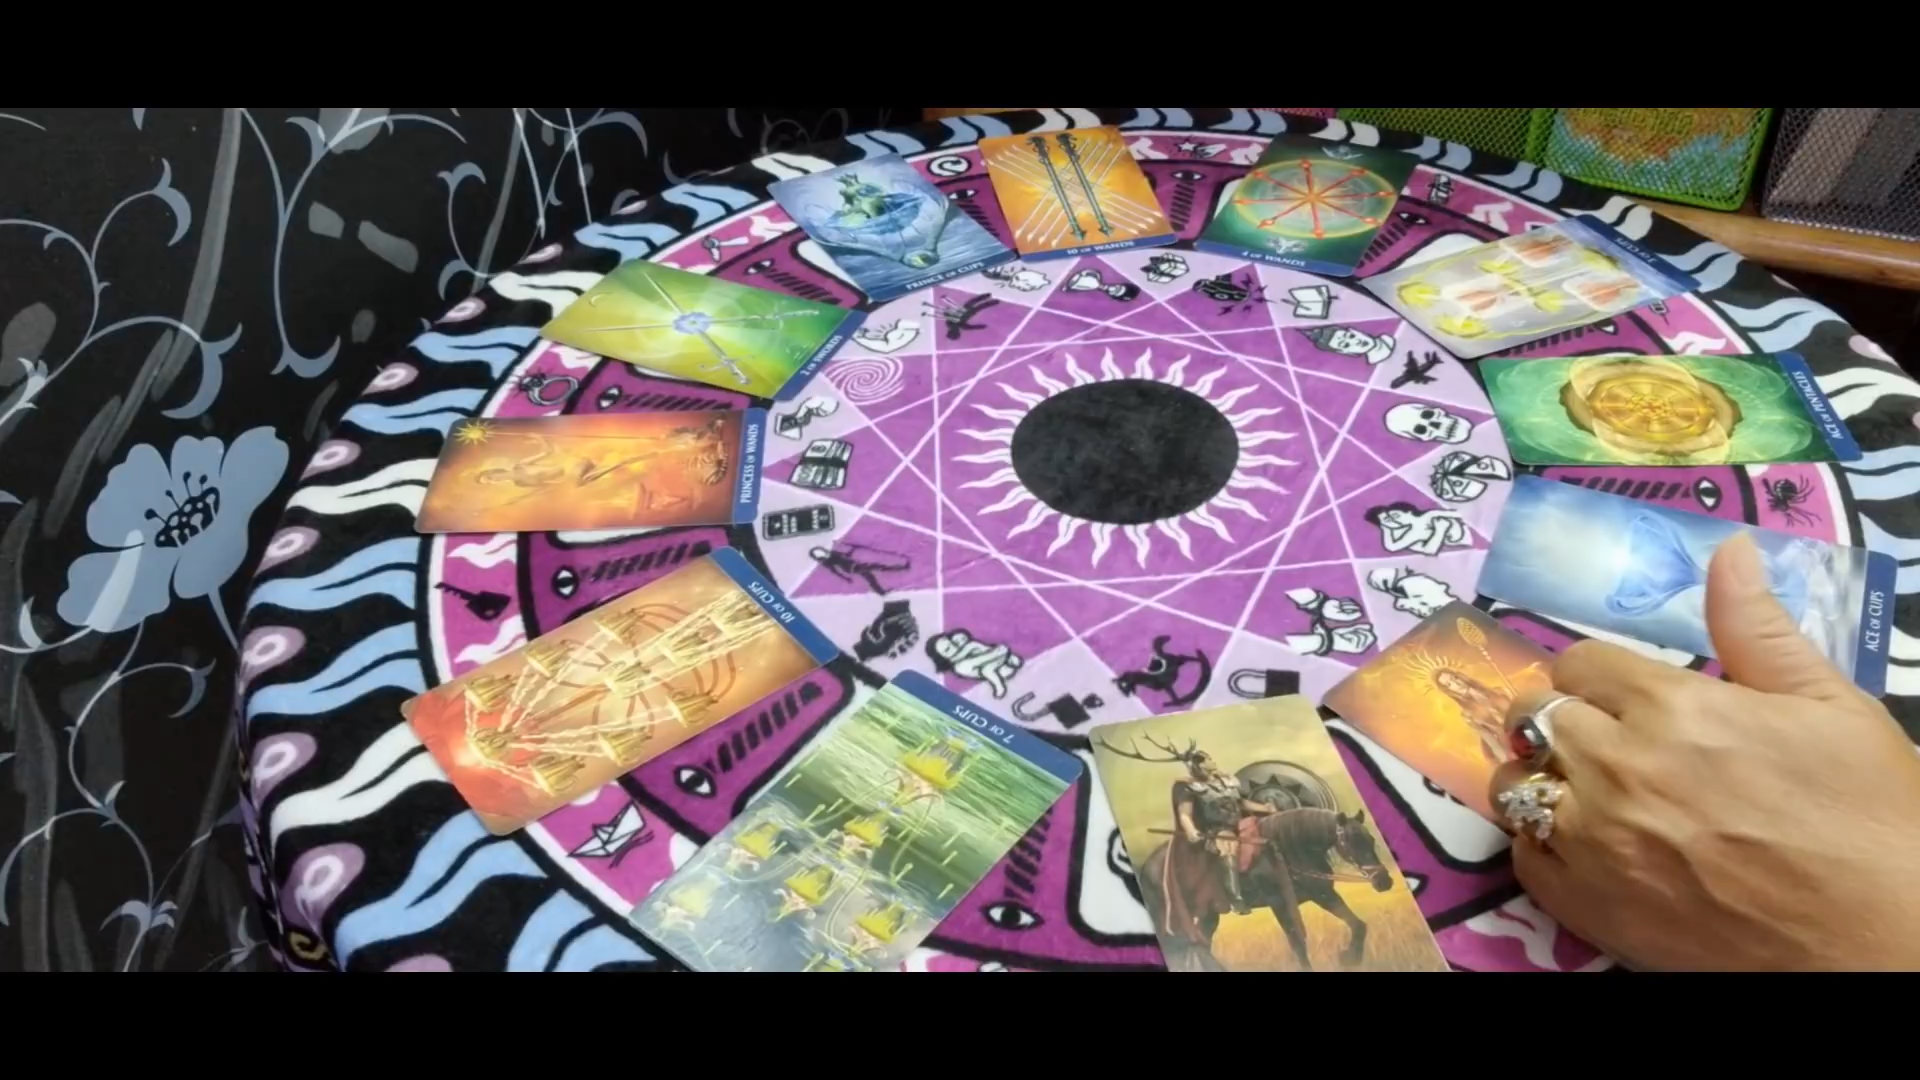 10 OF WANDS
4 OF WANDS
PRINCE OF CUPS
3 OF CUPS
2 OF SWORDS
ACE OF PENTACLES
PRINCESS OF WANDS
ACE OF CUPS
10 OF CUPS
7 OF CUPS